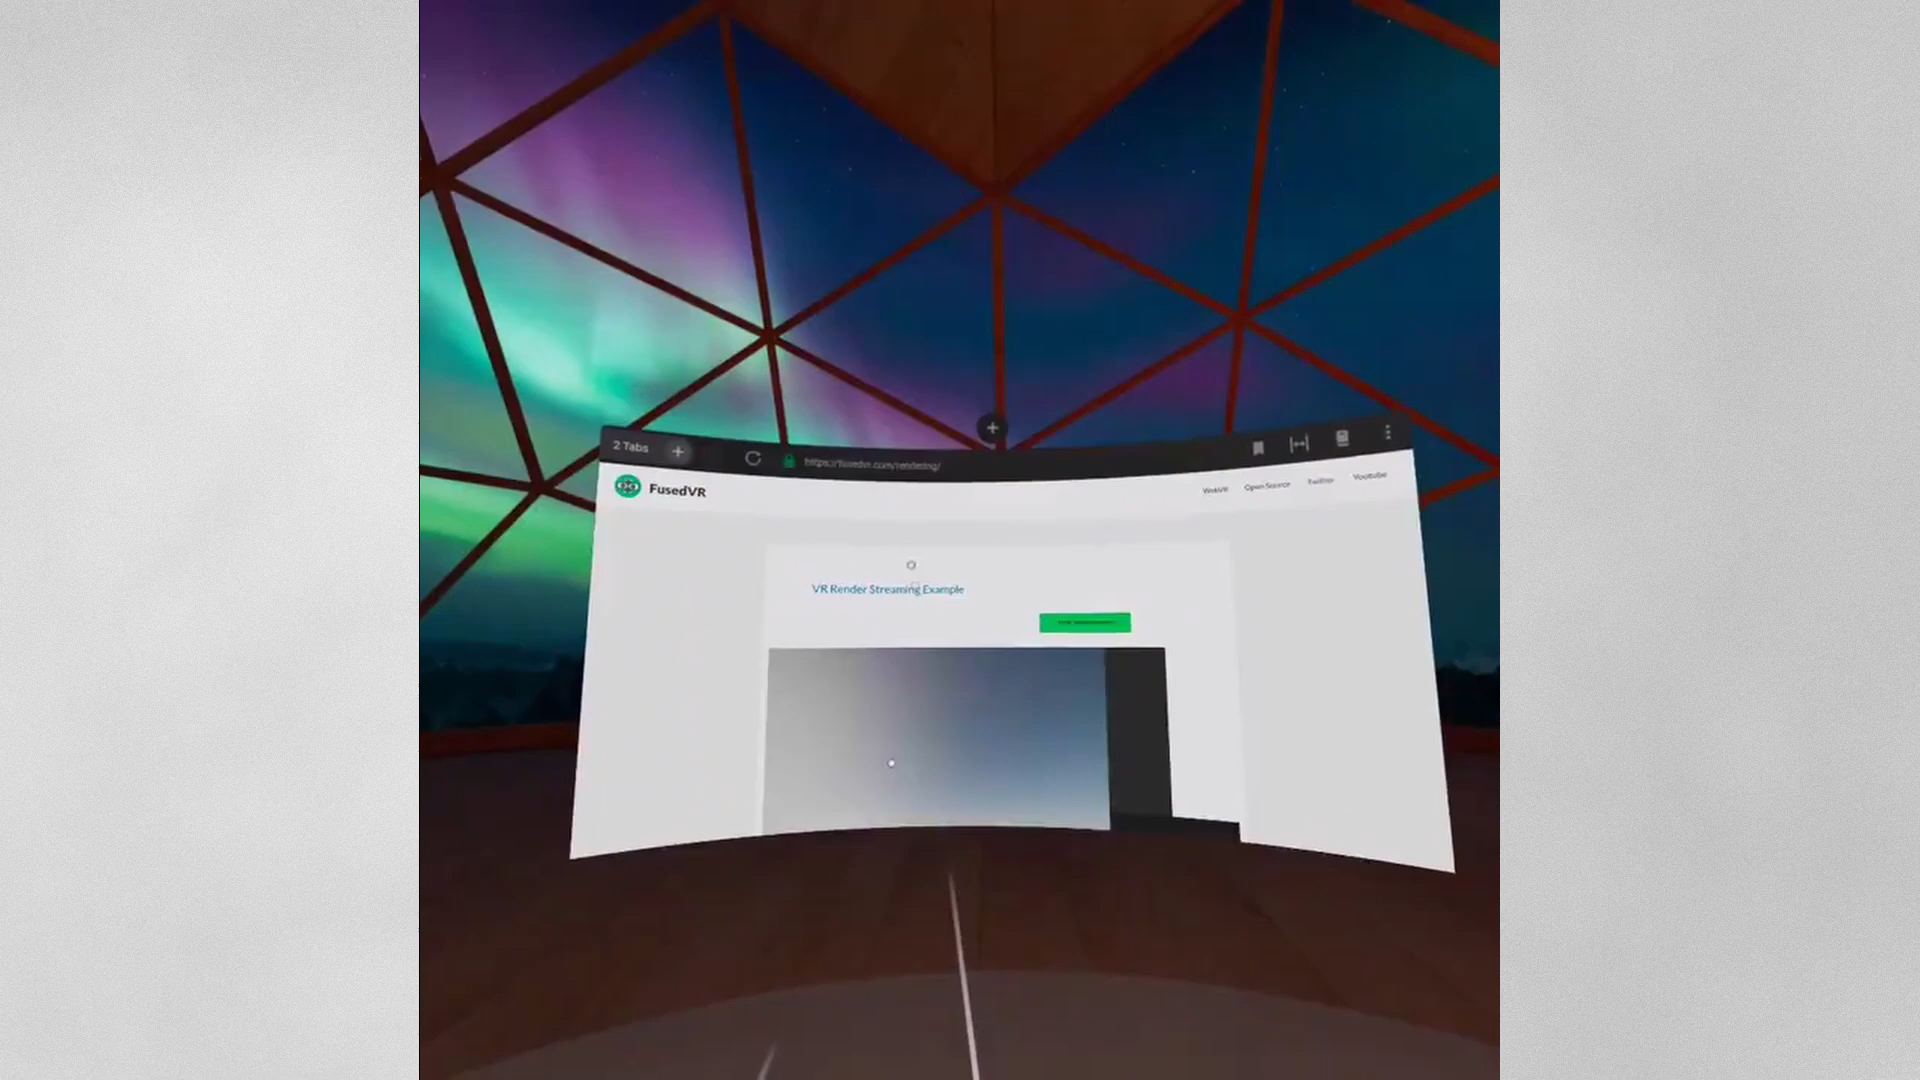 2 Tabs
https://fusedvr.com/rendering/
FusedVR
WebVR Open Source Twitter Youtube
VR Render Streaming Example